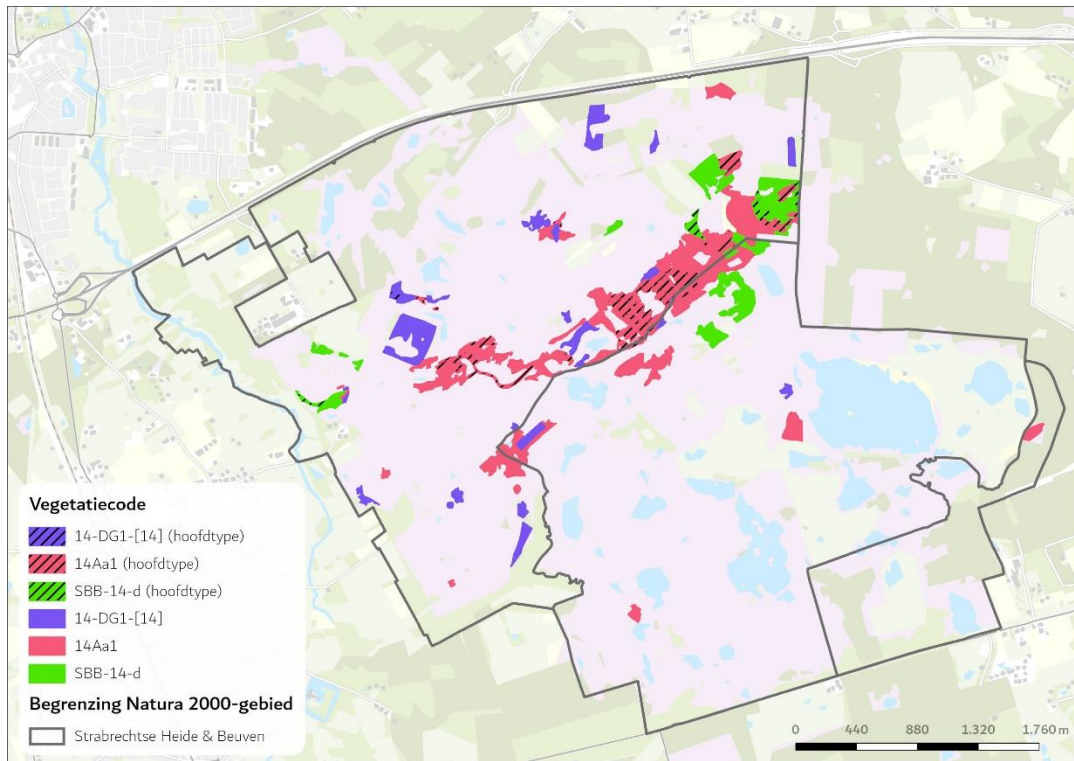 Vegetatiecode
14-DG1-[14] (hoofdtype)
14Aa1 (hoofdtype)
SBB-14-d (hoofdtype)
14-DG1-[14]
14Aa1
SBB-14-d
Begrenzing Natura 2000-gebied
Strabrechtse Heide & Beuven
0 440 880 1.320 1.760 m